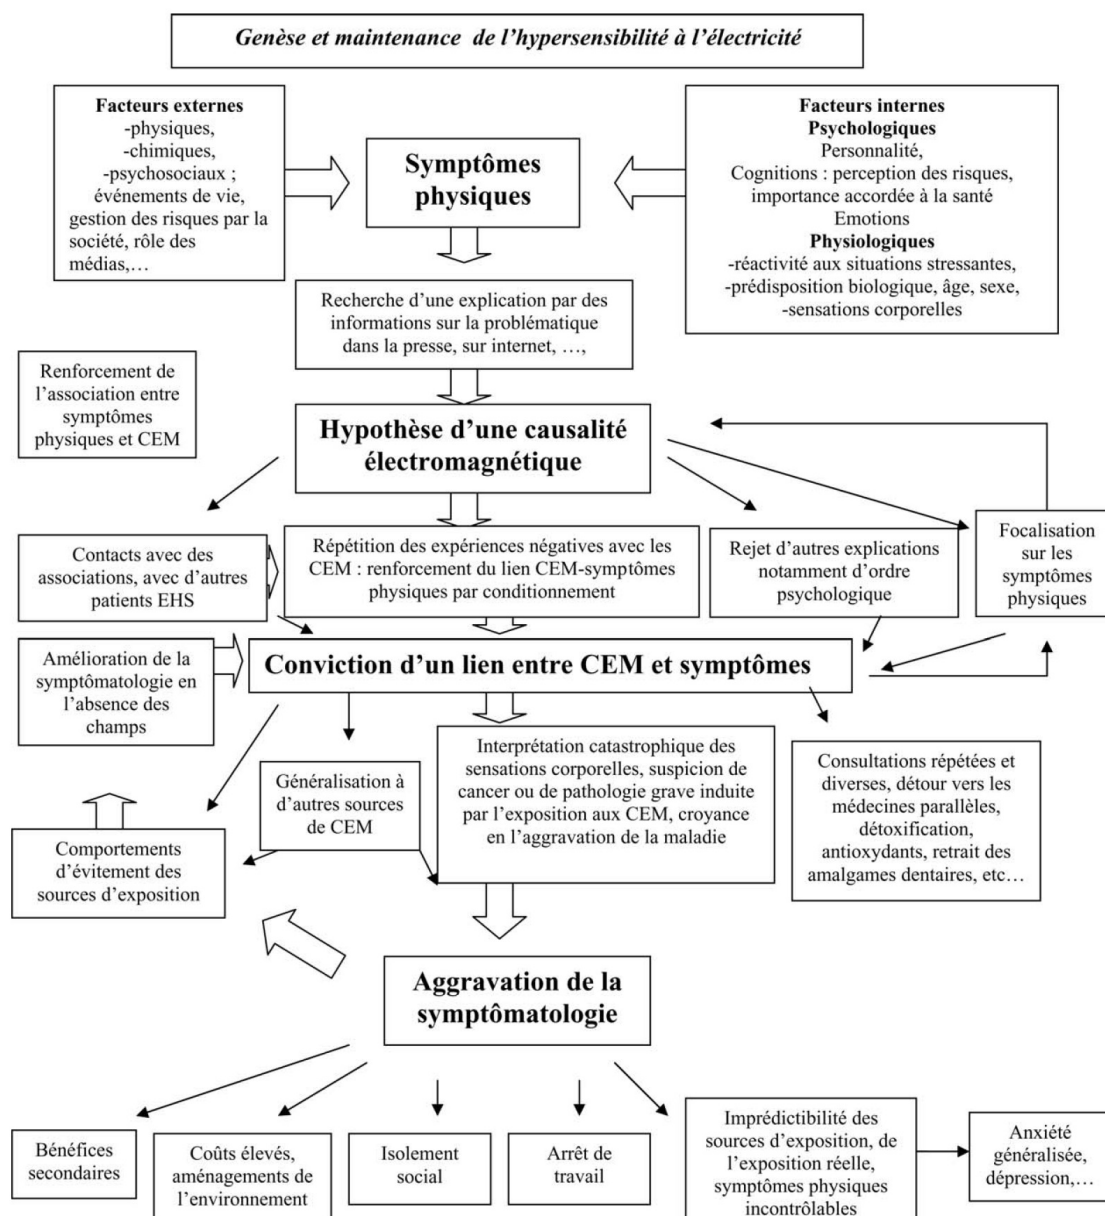 Genèse et maintenance de l'hypersensibilité à l'électricité
Facteurs externes
-physiques,
-chimiques,
-psychosociaux ;
événements de vie,
gestion des risques par la
société, rôle des
médias,…
Symptômes
physiques
Facteurs internes
Psychologiques
Personnalité,
Cognitions : perception des risques,
importance accordée à la santé
Emotions
Physiologiques
-réactivité aux situations stressantes,
-prédisposition biologique, âge, sexe,
-sensations corporelles
Recherche d'une explication par des
informations sur la problématique
dans la presse, sur internet, …,
Renforcement de
l'association entre
symptômes
physiques et CEM
Hypothèse d'une causalité
électromagnétique
Contacts avec des
associations, avec d'autres
patients EHS
Répétition des expériences négatives avec les
CEM : renforcement du lien CEM-symptômes
physiques par conditionnement
Rejet d'autres explications
notamment d'ordre
psychologique
Focalisation
sur les
symptômes
physiques
Amélioration de la
symptômatologie en
l'absence des
champs
Conviction d'un lien entre CEM et symptômes
Généralisation à
d'autres sources
de CEM
Interprétation catastrophique des
sensations corporelles, suspicion de
cancer ou de pathologie grave induite
par l'exposition aux CEM, croyance
en l'aggravation de la maladie
Consultations répétées et
diverses, détour vers les
médecines parallèles,
détoxification,
antioxydants, retrait des
amalgames dentaires, etc…
Comportements
d'évitement des
sources d'exposition
Aggravation de la
symptômatologie
Bénéfices
secondaires
Coûts élevés,
aménagements de
l'environnement
Isolement
social
Arrêt de
travail
Imprédictibilité des
sources d'exposition, de
l'exposition réelle,
symptômes physiques
incontrôlables
Anxiété
généralisée,
dépression,…